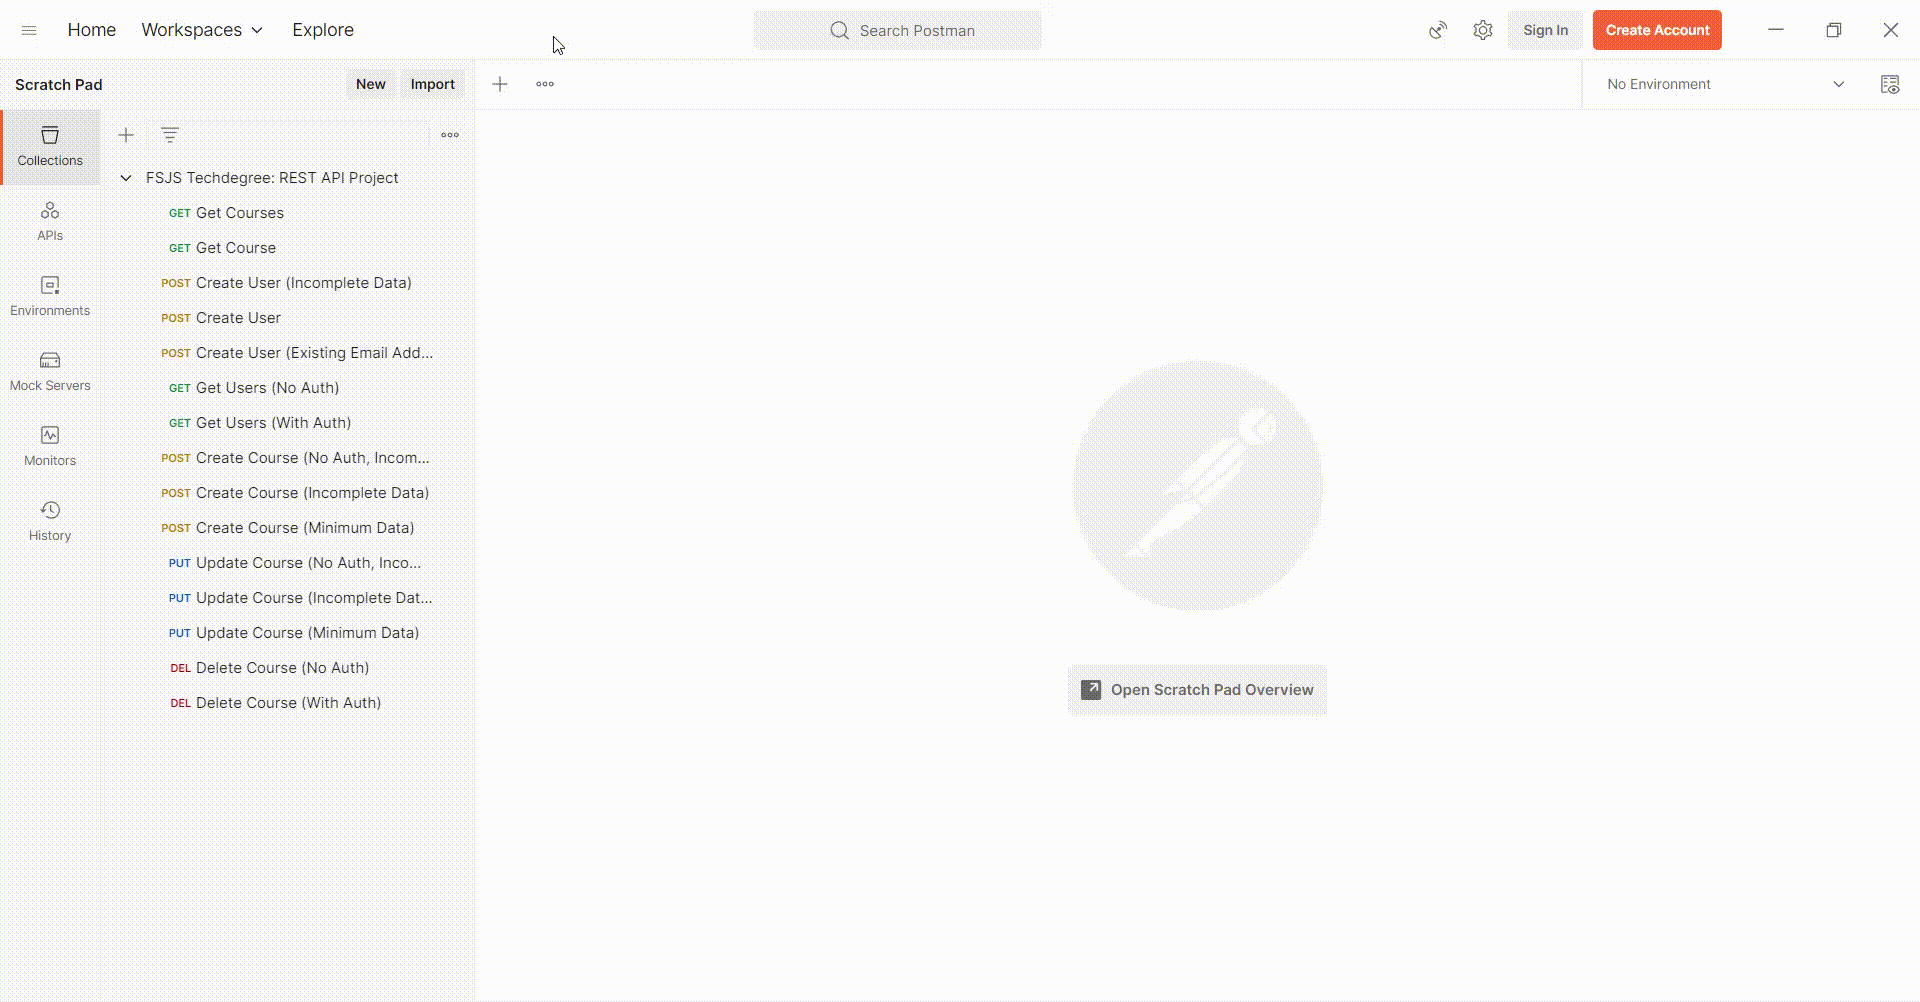 Home Workspaces Explore Search Postman Sign In Create Account
Scratch Pad New Import No Environment
Collections
APIs
Environments
Mock Servers
Monitors
History
FSJS Techdegree: REST API Project
GET Get Courses
GET Get Course
POST Create User (Incomplete Data)
POST Create User
POST Create User (Existing Email Add...
GET Get Users (No Auth)
GET Get Users (With Auth)
POST Create Course (No Auth, Incom...
POST Create Course (Incomplete Data)
POST Create Course (Minimum Data)
PUT Update Course (No Auth, Inco...
PUT Update Course (Incomplete Dat...
PUT Update Course (Minimum Data)
DEL Delete Course (No Auth)
DEL Delete Course (With Auth)
Open Scratch Pad Overview